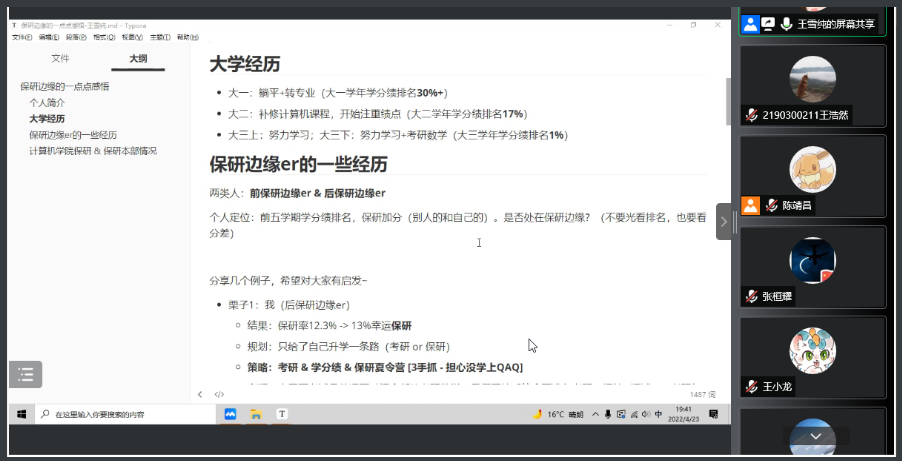 保研边缘的一点点感悟-王雪纯.md - Typora
文件(F) 编辑(E) 段落(P) 格式(O) 视图(V) 主题(T) 帮助(H)
文件 大纲
保研边缘的一点点感悟
个人简介
大学经历
保研边缘er的一些经历
计算机学院保研 & 保研本部情况
大学经历
大一：躺平+转专业（大一学年学分绩排名30%+）
大二：补修计算机课程，开始注重绩点（大二学年学分绩排名17%）
大三上：努力学习；大三下：努力学习+考研数学（大三学年学分绩排名1%）
保研边缘er的一些经历
两类人：前保研边缘er & 后保研边缘er
个人定位：前五学期学分绩排名，保研加分（别人的和自己的）。是否处在保研边缘？（不要光看排名，也要看
分差）
分享几个例子，希望对大家有启发~
栗子1：我（后保研边缘er）
结果：保研率12.3% -> 13%幸运保研
规划：只给了自己升学一条路（考研 or 保研）
策略：考研 & 学分绩 & 保研夏令营 [3手抓 - 担心没学上QAQ]
1487 词
在这里输入你要搜索的内容
16°C 晴朗
中
19:41
2022/4/23
王雪纯的屏幕共享
2190300211王浩然
陈靖昌
张桓耀
王小龙